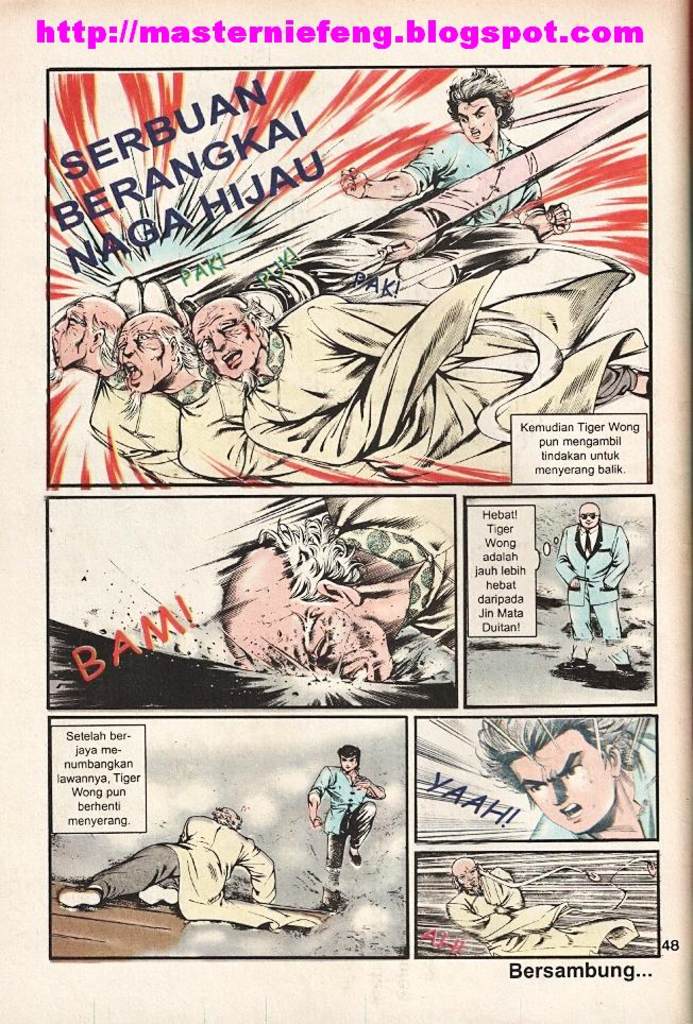 http://masterniefeng.blogspot.com
SERBUAN
BERANGKAI
NAGA HIJAU
PAK!
PUK!
PAK!
Kemudian Tiger Wong
pun mengambil
tindakan untuk
menyerang balik.
BAM!
Hebat!
Tiger
Wong
adalah
jauh lebih
hebat
daripada
Jin Mata
Duitan!
Setelah ber-
jaya me-
numbangkan
lawannya, Tiger
Wong pun
berhenti
menyerang.
YAAH!
48
Bersambung...